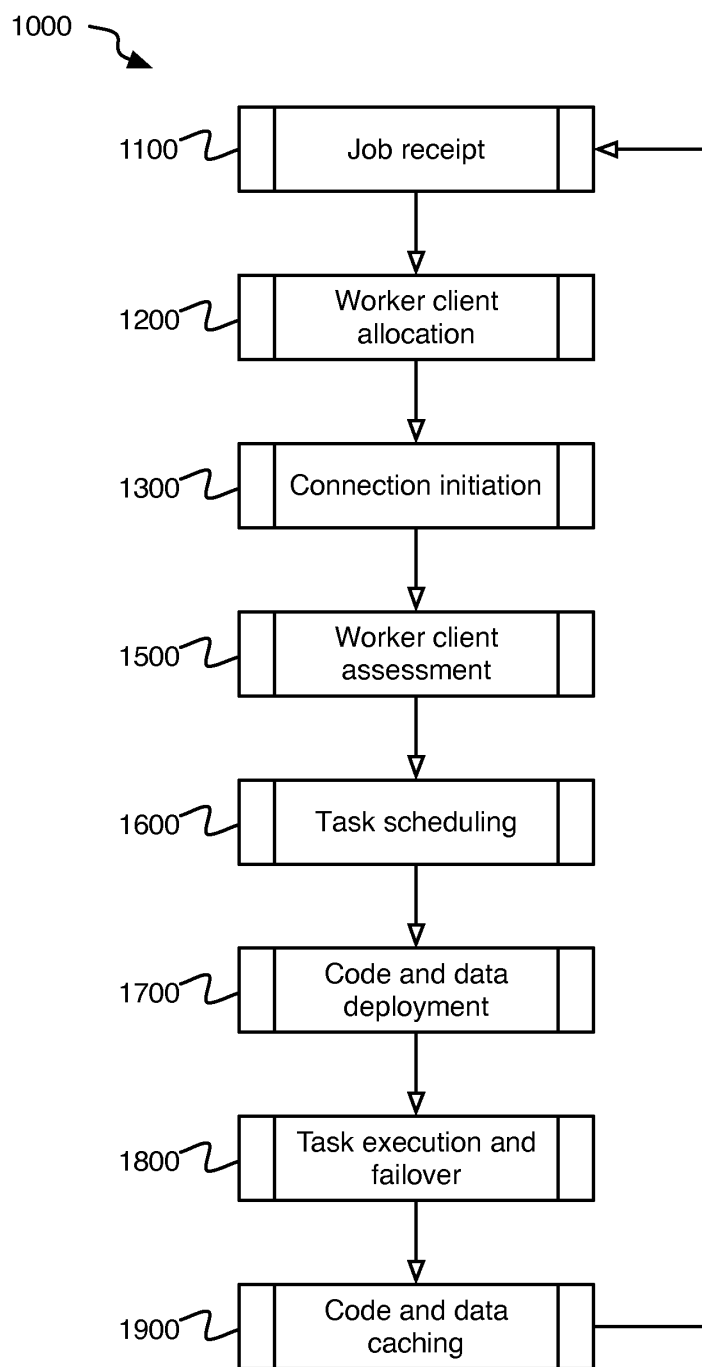 1000
1100
Job receipt
1200
Worker client
allocation
1300
Connection initiation
1500
Worker client
assessment
1600
Task scheduling
1700
Code and data
deployment
1800
Task execution and
failover
1900
Code and data
caching